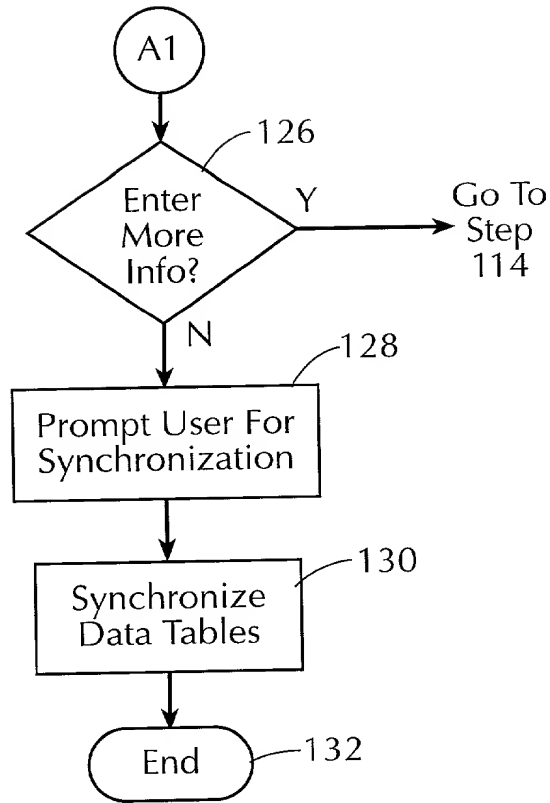 A1
126
Enter
More
Info?
Y
Go To
Step
114
N
128
Prompt User For
Synchronization
130
Synchronize
Data Tables
End
132